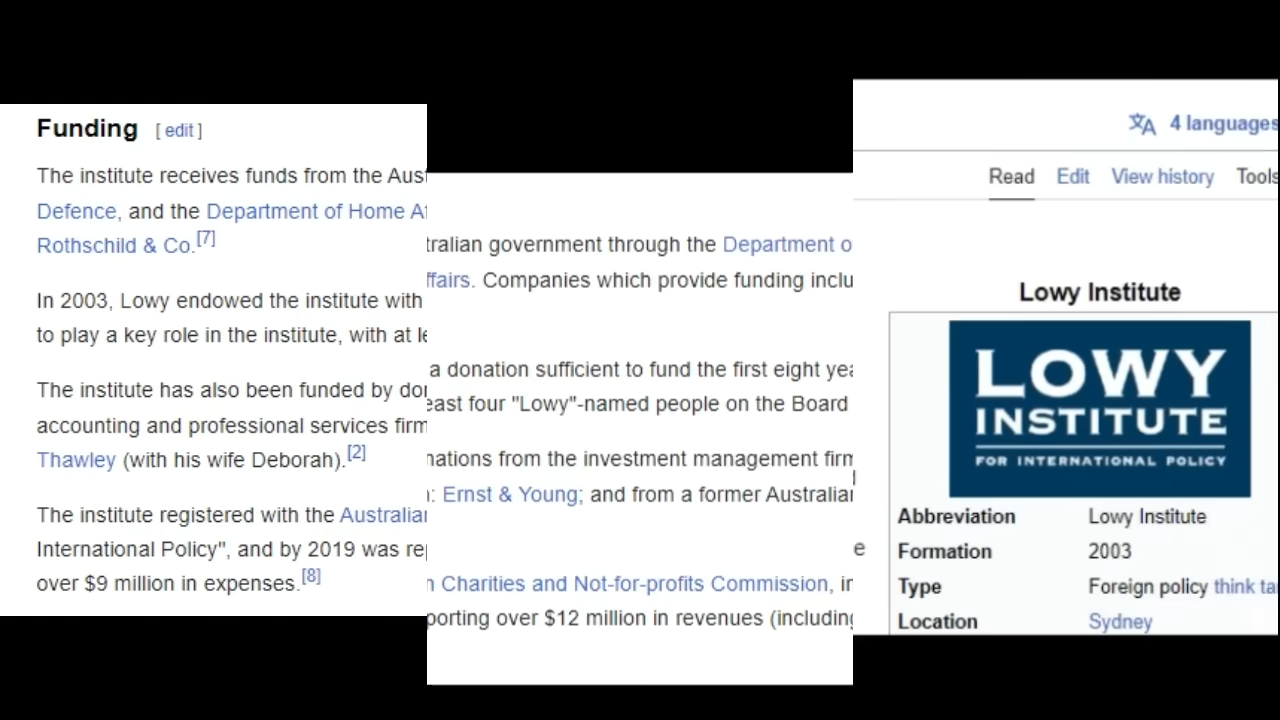 Funding [ edit ]
The institute receives funds from the Aus
Defence, and the Department of Home Af
Rothschild & Co.[7]
In 2003, Lowy endowed the institute with
to play a key role in the institute, with at le
The institute has also been funded by don
accounting and professional services firm
Thawley (with his wife Deborah).[2]
The institute registered with the Australian
International Policy", and by 2019 was rep
over $9 million in expenses.[8]
tralian government through the Department o
ffairs. Companies which provide funding inclu
a donation sufficient to fund the first eight yea
east four "Lowy"-named people on the Board
nations from the investment management firm
: Ernst & Young; and from a former Australian
n Charities and Not-for-profits Commission, in
porting over $12 million in revenues (including
4 languages
Read Edit View history Tools
Lowy Institute
LOWY
INSTITUTE
FOR INTERNATIONAL POLICY
Abbreviation Lowy Institute
e
Formation 2003
Type Foreign policy think ta
Location Sydney